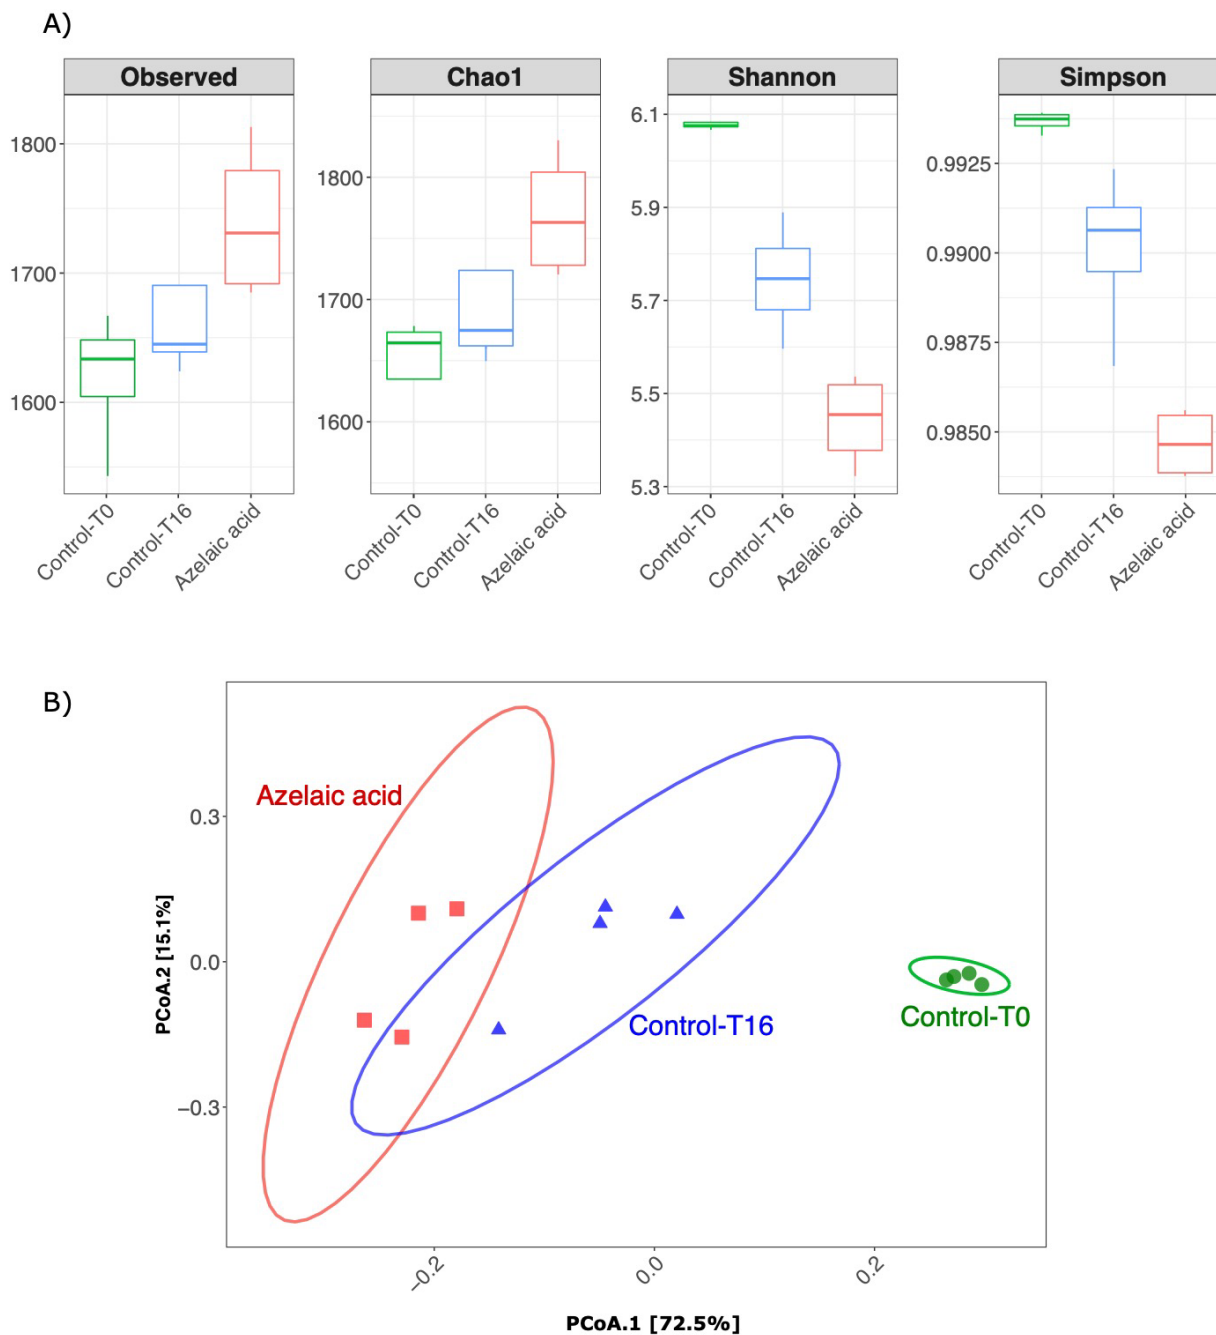 A)
Observed
Chao1
Shannon
Simpson
1800
1700
1600
1800
1700
1600
6.1
5.9
5.7
5.5
5.3
0.9925
0.9900
0.9875
0.9850
Control-T0
Control-T16
Azelaic acid
Control-T0
Control-T16
Azelaic acid
Control-T0
Control-T16
Azelaic acid
Control-T0
Control-T16
Azelaic acid
B)
Azelaic acid
Control-T16
Control-T0
PCoA.2 [15.1%]
0.3
0.0
−0.3
−0.2
0.0
0.2
PCoA.1 [72.5%]